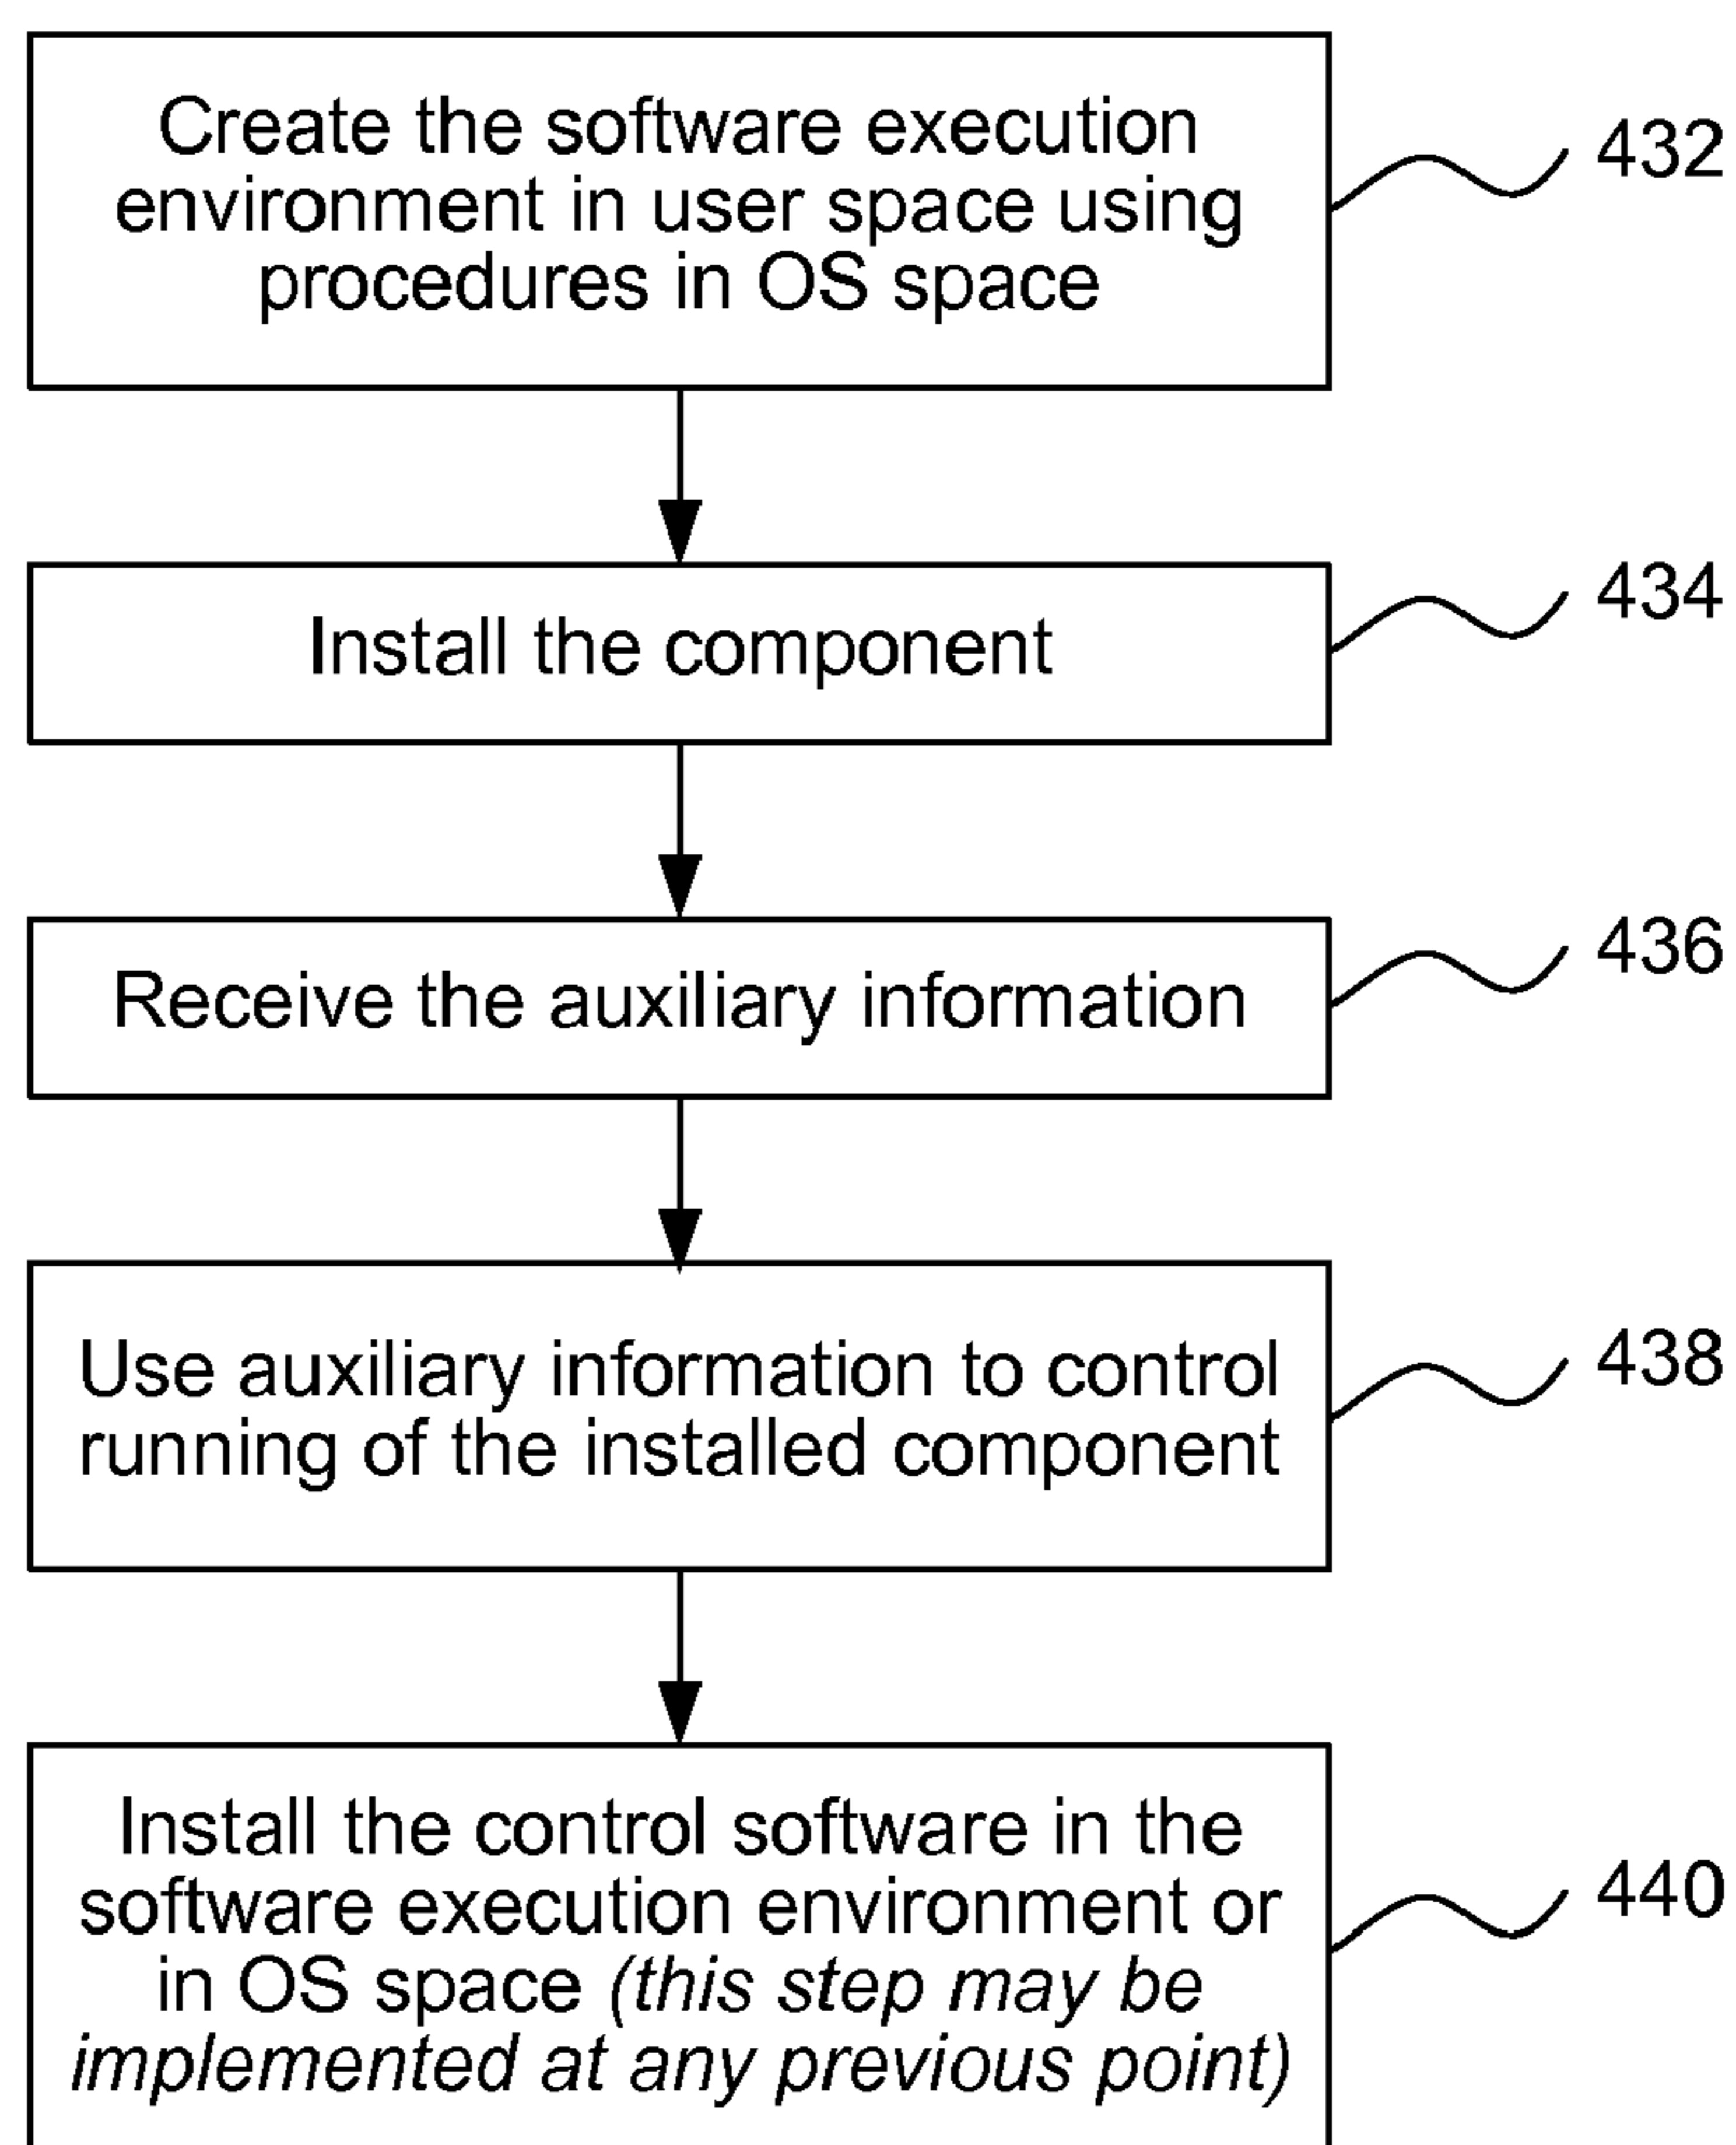 Create the software execution
environment in user space using
procedures in OS space
432
Install the component
434
Receive the auxiliary information
436
Use auxiliary information to control
running of the installed component
438
Install the control software in the
software execution environment or
in OS space (this step may be
implemented at any previous point)
440